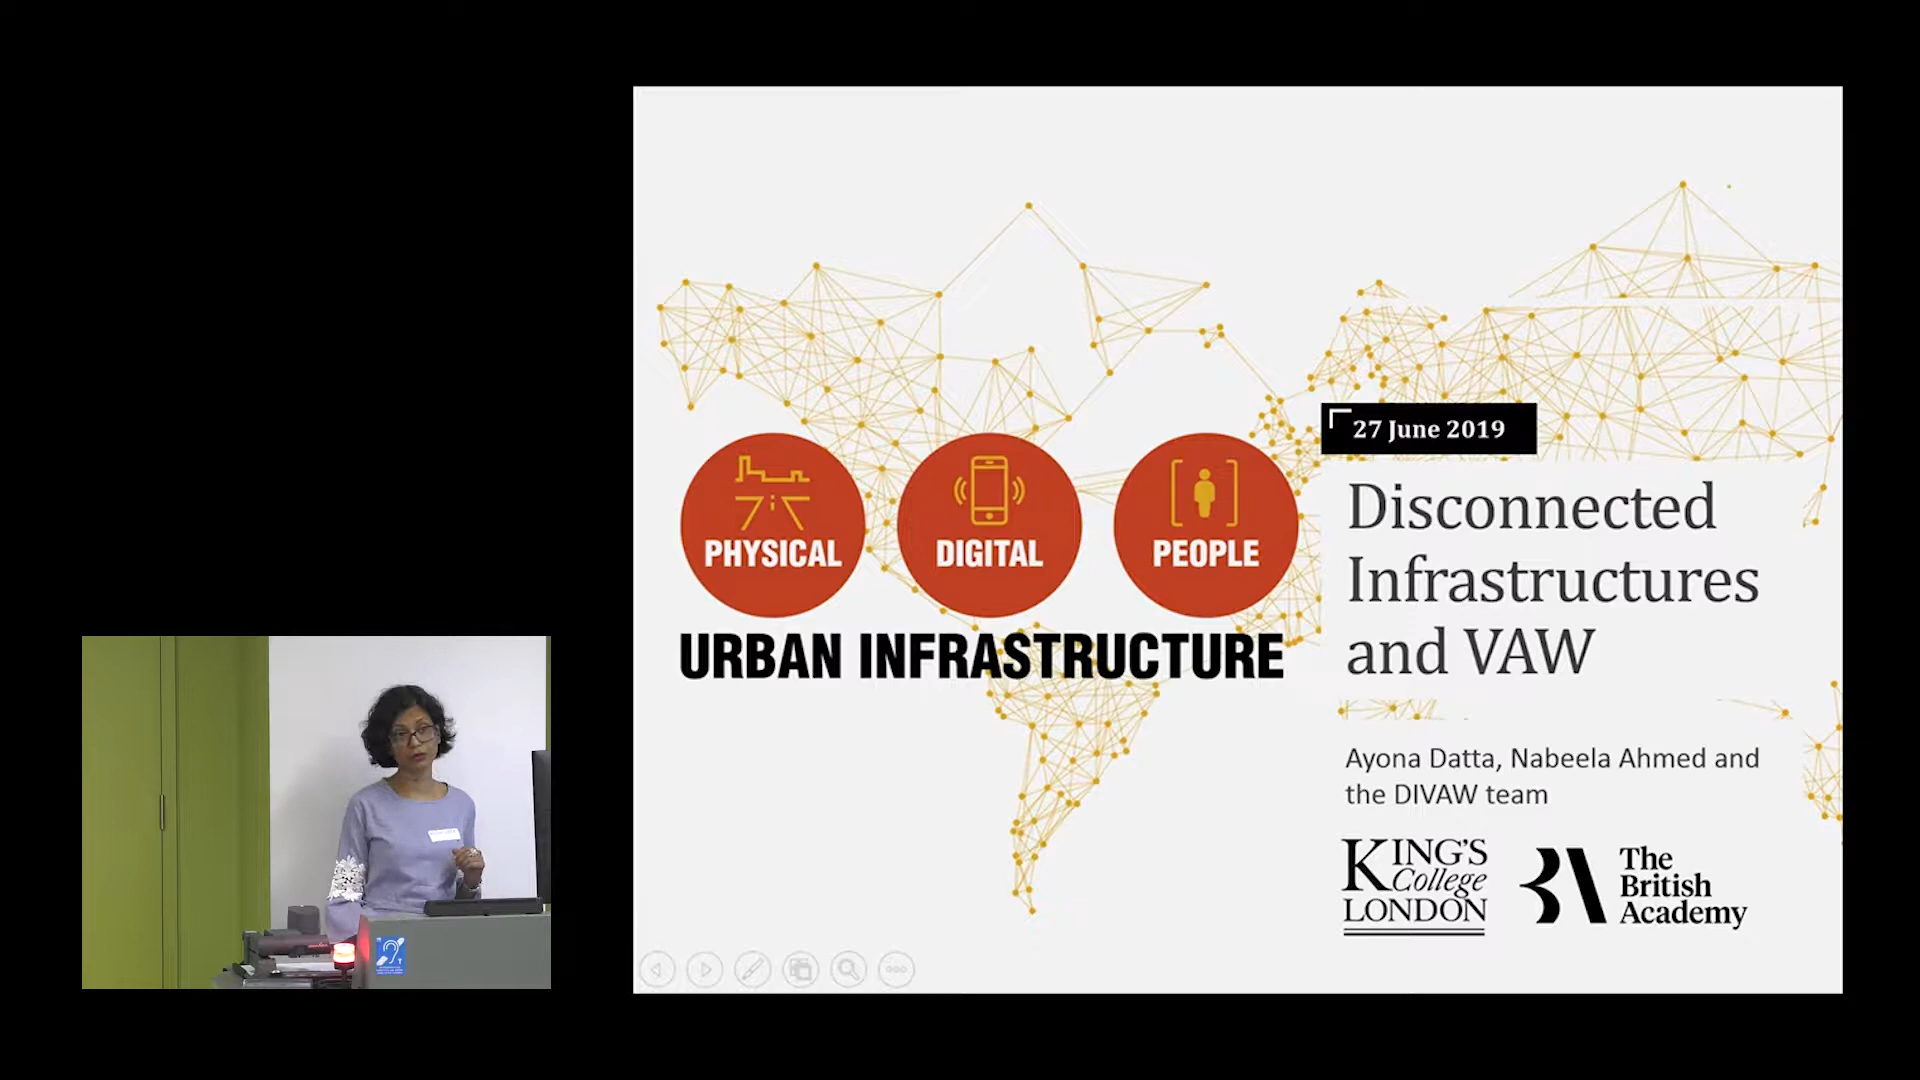 27 June 2019
Disconnected
Infrastructures
and VAW
PHYSICAL
DIGITAL
PEOPLE
URBAN INFRASTRUCTURE
Ayona Datta, Nabeela Ahmed and
the DIVAW team
KING'S
College
LONDON
The
British
Academy